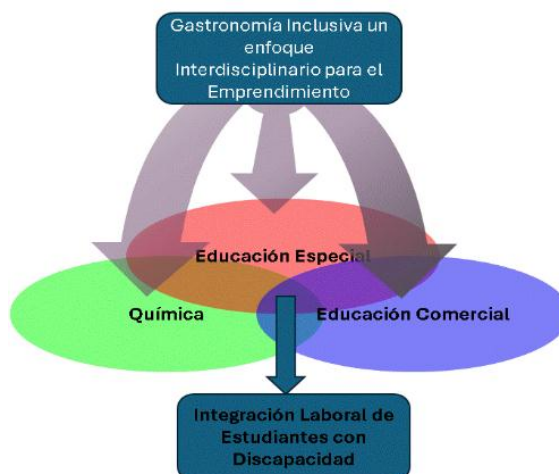 Gastronomía Inclusiva un
enfoque
Interdisciplinario para el
Emprendimiento
Educación Especial
Química
Educación Comercial
Integración Laboral de
Estudiantes con
Discapacidad